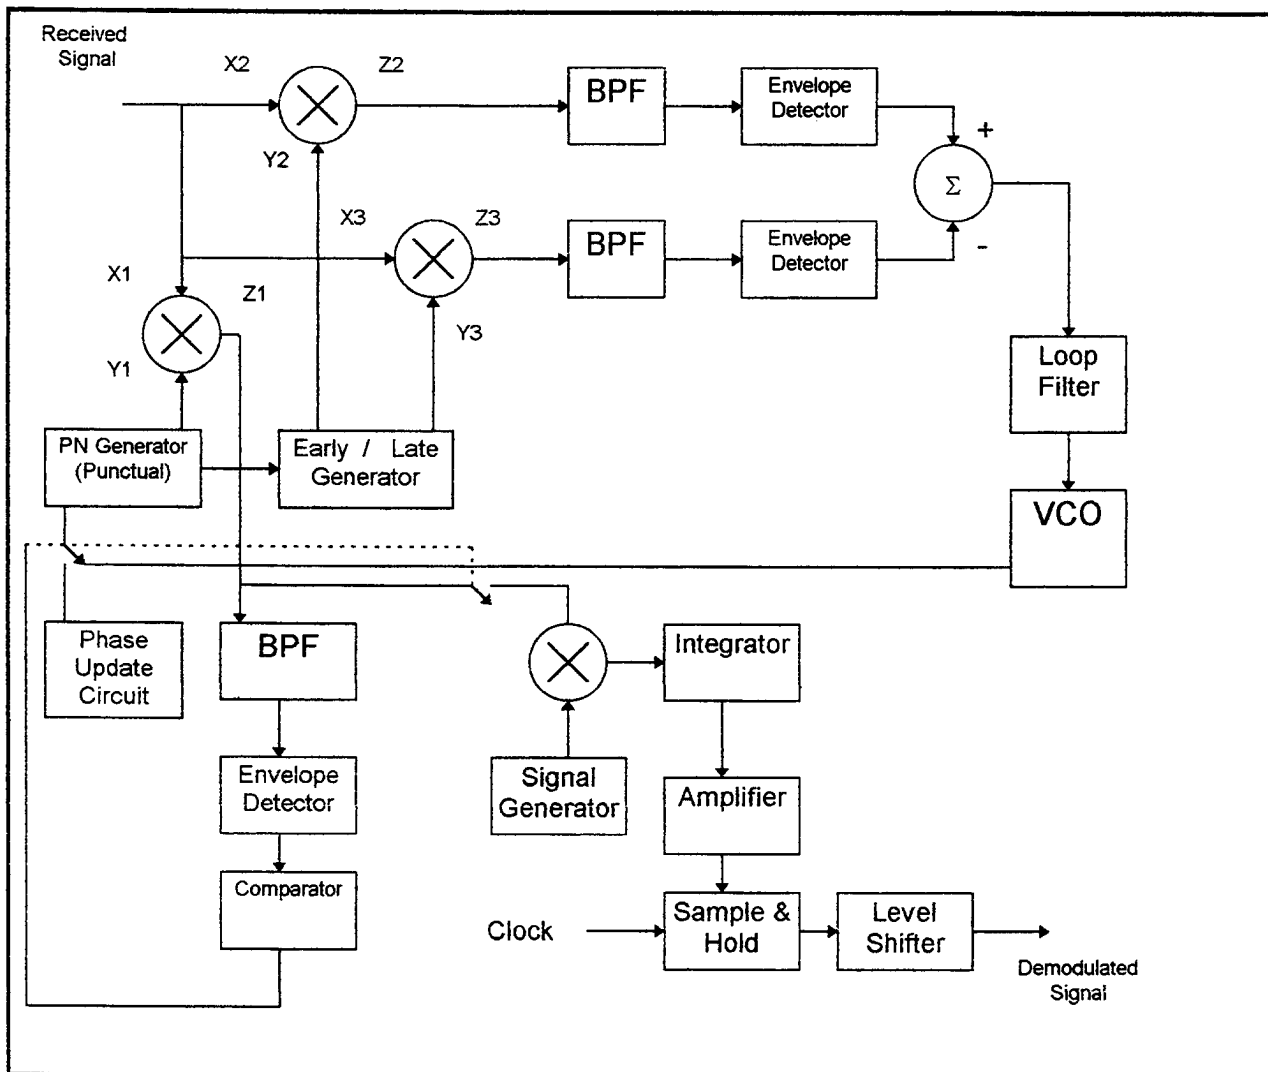 Received
Signal
X2
Z2
BPF
Envelope
Detector
+
Y2
Σ
X3
Z3
BPF
Envelope
Detector
-
X1
Z1
Y3
Y1
Loop
Filter
PN Generator
(Punctual)
Early / Late
Generator
VCO
Phase
Update
Circuit
BPF
Integrator
Envelope
Detector
Signal
Generator
Amplifier
Comparator
Clock
Sample &
Hold
Level
Shifter
Demodulated
Signal